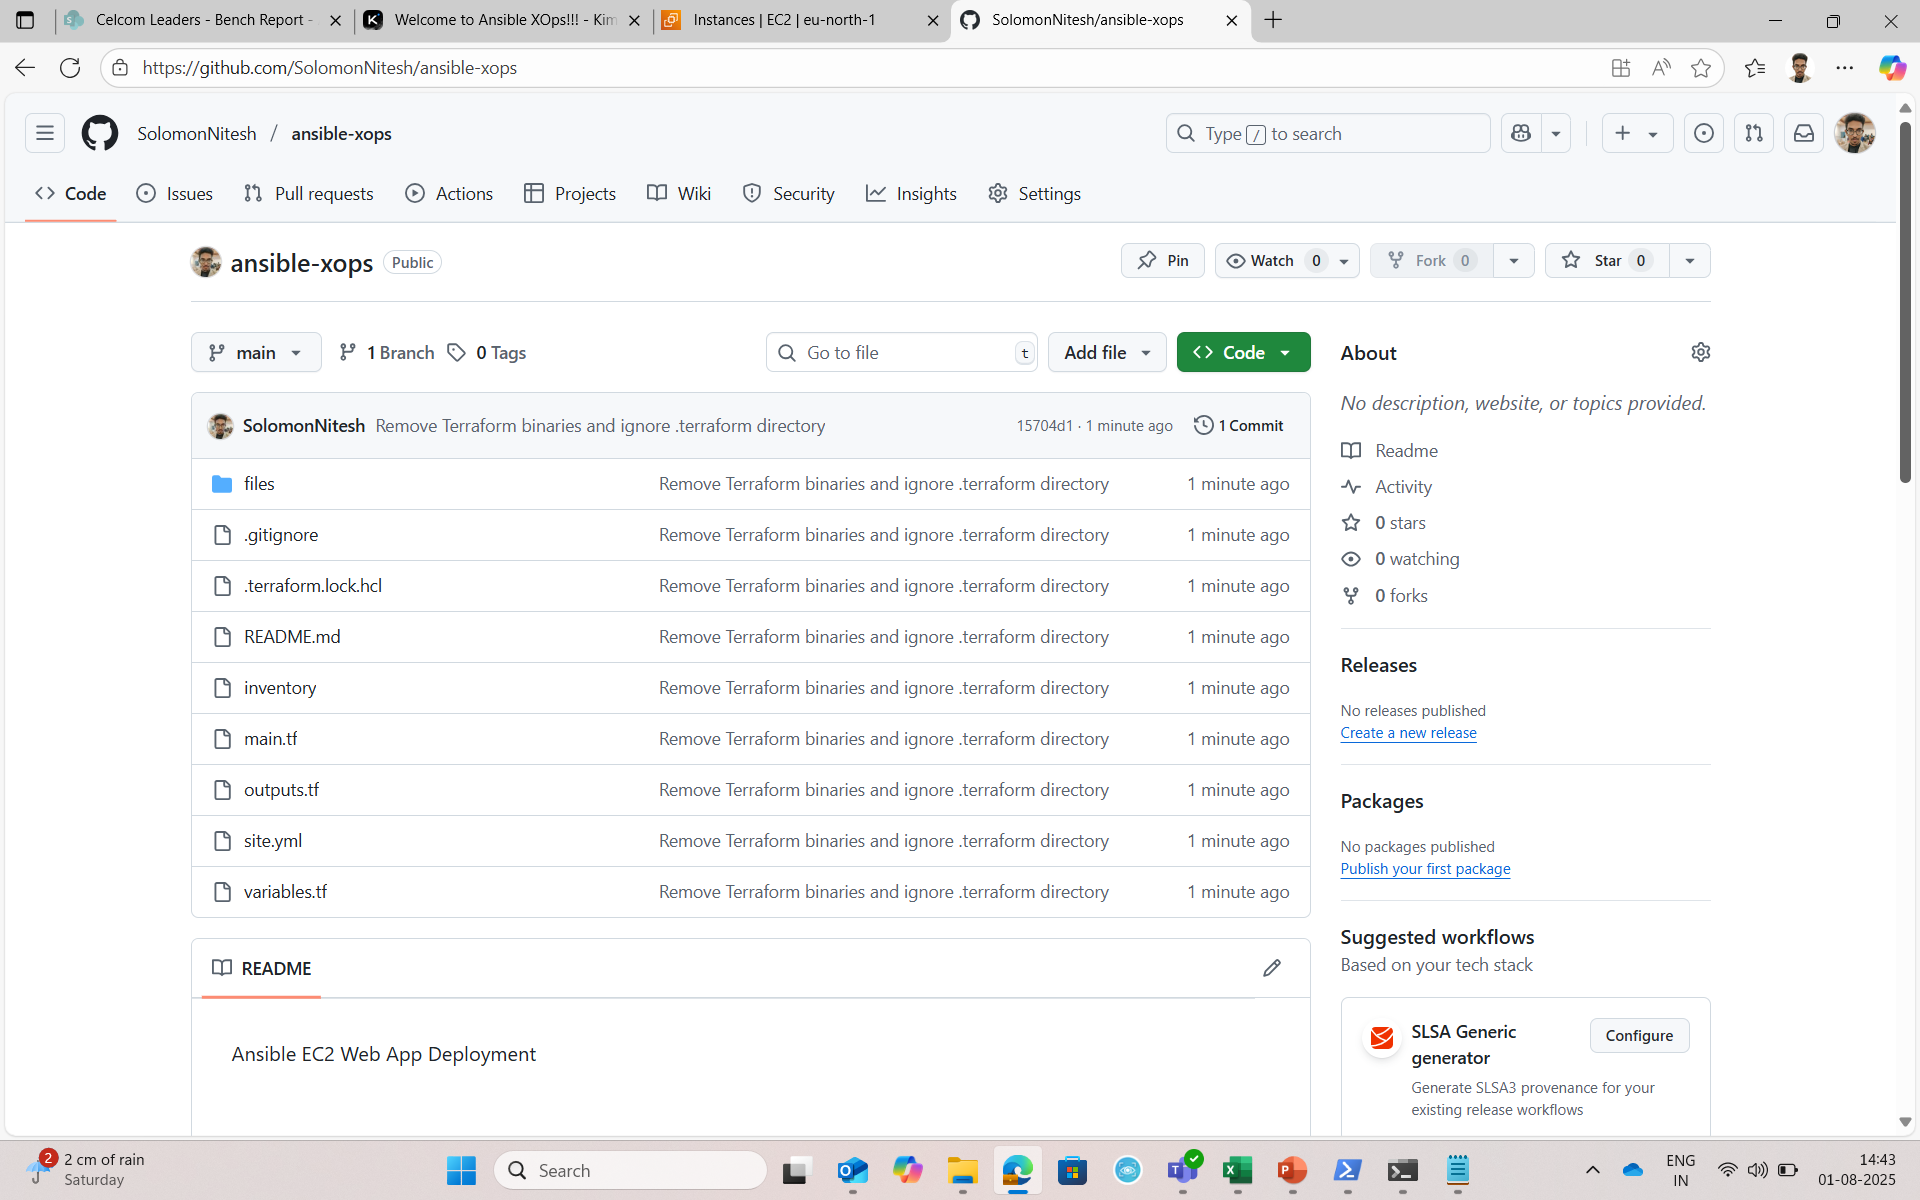 Celcom Leaders - Bench Report -
Welcome to Ansible XOps!!! - Kim
Instances | EC2 | eu-north-1
SolomonNitesh/ansible-xops
https://github.com/SolomonNitesh/ansible-xops
SolomonNitesh / ansible-xops
Type / to search
Code
Issues
Pull requests
Actions
Projects
Wiki
Security
Insights
Settings
ansible-xops Public
Pin
Watch 0
Fork 0
Star 0
main
1 Branch
0 Tags
Go to file t
Add file
Code
SolomonNitesh Remove Terraform binaries and ignore .terraform directory 15704d1 · 1 minute ago 1 Commit
files Remove Terraform binaries and ignore .terraform directory 1 minute ago
.gitignore Remove Terraform binaries and ignore .terraform directory 1 minute ago
.terraform.lock.hcl Remove Terraform binaries and ignore .terraform directory 1 minute ago
README.md Remove Terraform binaries and ignore .terraform directory 1 minute ago
inventory Remove Terraform binaries and ignore .terraform directory 1 minute ago
main.tf Remove Terraform binaries and ignore .terraform directory 1 minute ago
outputs.tf Remove Terraform binaries and ignore .terraform directory 1 minute ago
site.yml Remove Terraform binaries and ignore .terraform directory 1 minute ago
variables.tf Remove Terraform binaries and ignore .terraform directory 1 minute ago
README
Ansible EC2 Web App Deployment
About
No description, website, or topics provided.
Readme
Activity
0 stars
0 watching
0 forks
Releases
No releases published
Create a new release
Packages
No packages published
Publish your first package
Suggested workflows
Based on your tech stack
SLSA Generic
generator
Configure
Generate SLSA3 provenance for your
existing release workflows
2
2 cm of rain
Saturday
Search
ENG
IN
14:43
01-08-2025